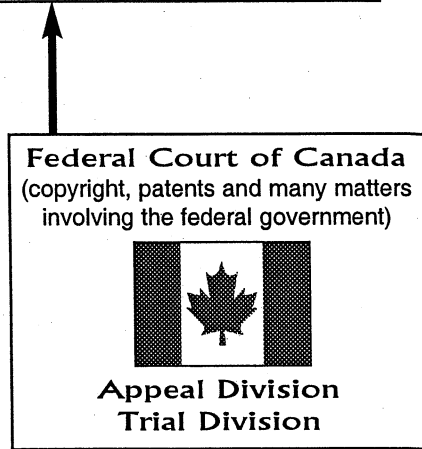 Federal Court of Canada
(copyright, patents and many matters
involving the federal government)
Appeal Division
Trial Division